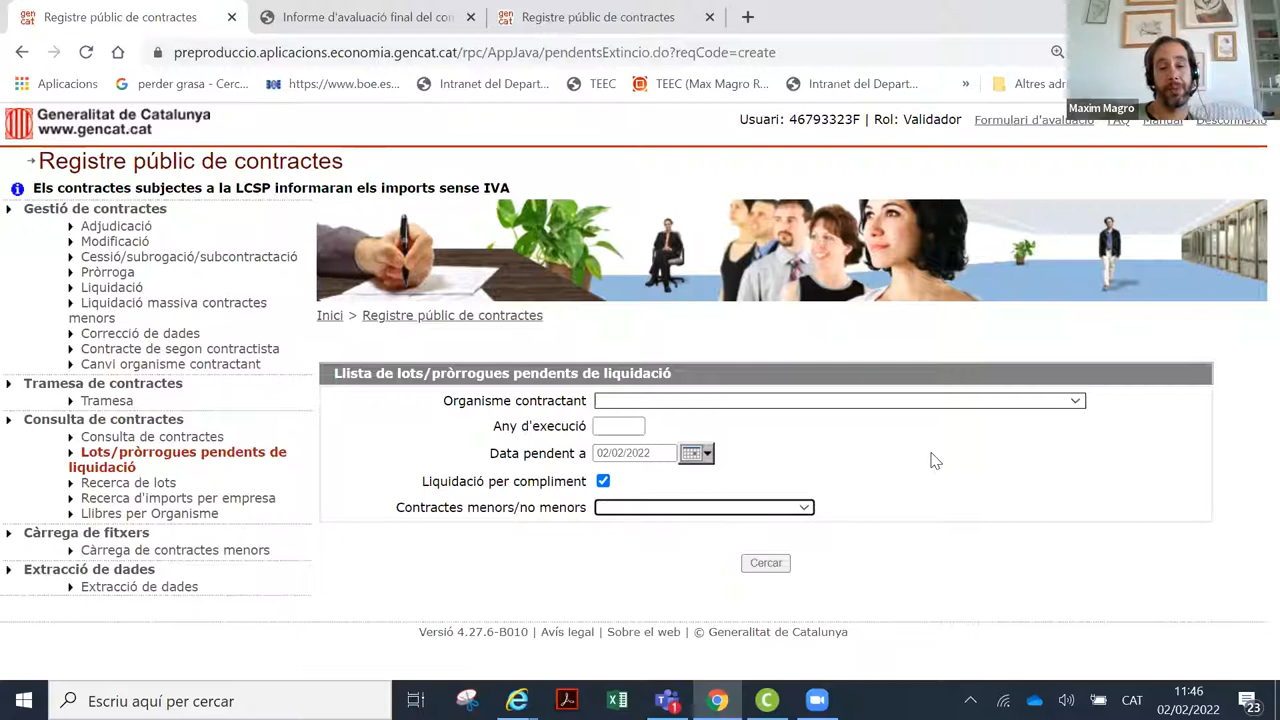 Registre públic de contractes
Informe d'avaluació final del con
Registre públic de contractes
preproduccio.aplicacions.economia.gencat.cat/rpc/AppJava/pendentsExtincio.do?reqCode=create
Aplicacions
perder grasa - Cerc...
https://www.boe.es...
Intranet del Depart...
TEEC
TEEC (Max Magro R...
Intranet del Depart...
»
Altres adr
Maxim Magro
Generalitat de Catalunya
www.gencat.cat
Usuari: 46793323F | Rol: Validador
Formulari d'avaluació
FAQ
Manual
Desconnexió
Registre públic de contractes
Els contractes subjectes a la LCSP informaran els imports sense IVA
Gestió de contractes
Adjudicació
Modificació
Cessió/subrogació/subcontractació
Pròrroga
Liquidació
Liquidació massiva contractes
menors
Correcció de dades
Contracte de segon contractista
Canvi organisme contractant
Tramesa de contractes
Tramesa
Consulta de contractes
Consulta de contractes
Lots/pròrrogues pendents de
liquidació
Recerca de lots
Recerca d'imports per empresa
Llibres per Organisme
Càrrega de fitxers
Càrrega de contractes menors
Extracció de dades
Extracció de dades
Inici > Registre públic de contractes
Llista de lots/pròrrogues pendents de liquidació
Organisme contractant
Any d'execució
Data pendent a 02/02/2022
Liquidació per compliment
Contractes menors/no menors
Cercar
Versió 4.27.6-B010 | Avís legal | Sobre el web | © Generalitat de Catalunya
Escriu aquí per cercar
1
CAT
11:46
02/02/2022
23